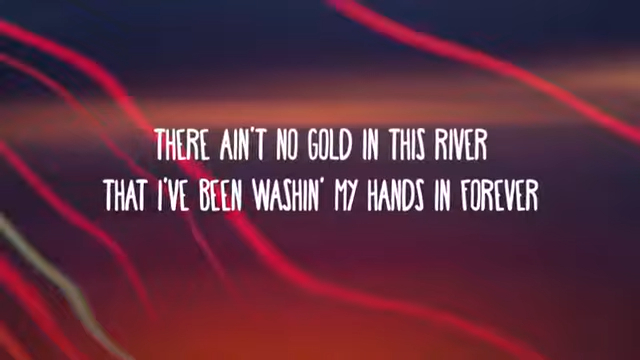 THERE AIN'T NO GOLD IN THIS RIVER
THAT I'VE BEEN WASHIN' MY HANDS IN FOREVER